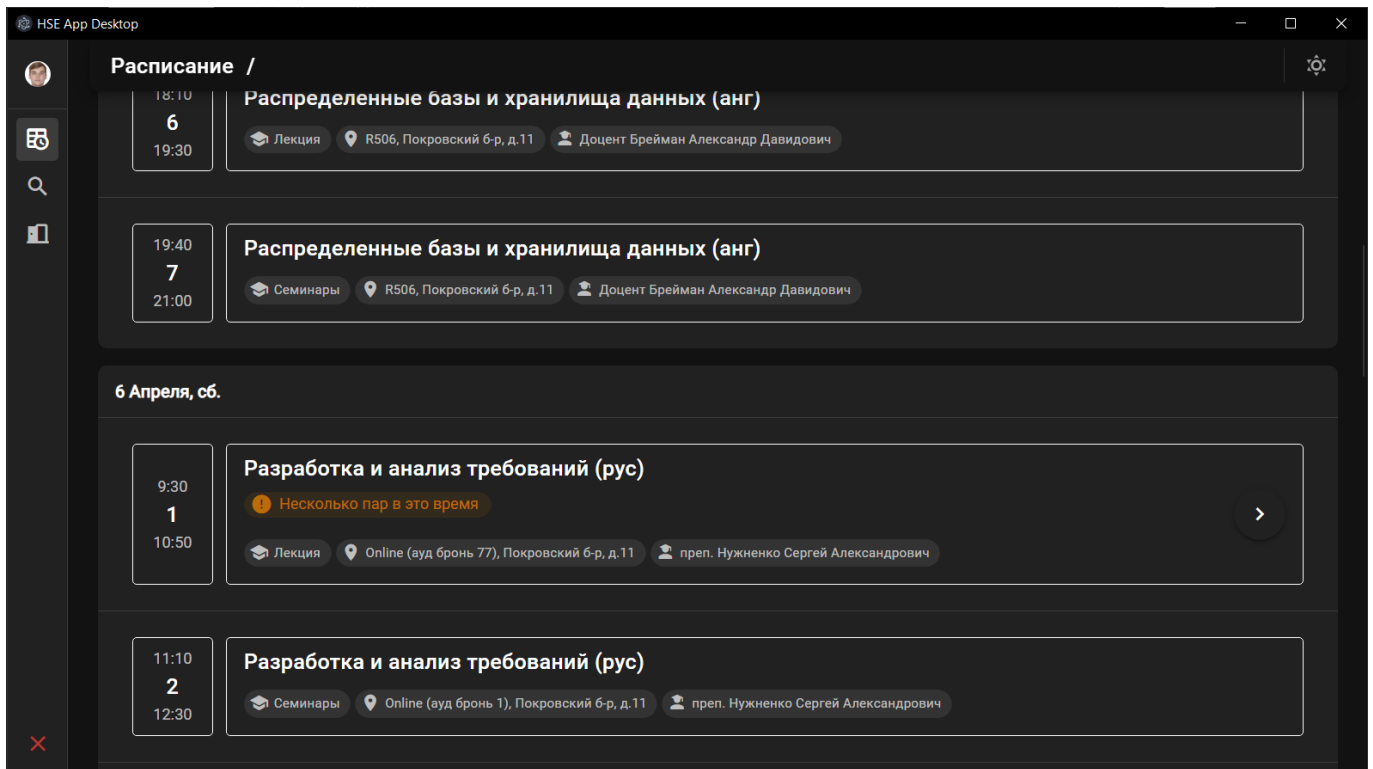 HSE App Desktop
Расписание /
18:10
6
19:30
Распределенные базы и хранилища данных (анг)
Лекция
R506, Покровский б-р, д.11
Доцент Брейман Александр Давидович
19:40
7
21:00
Распределенные базы и хранилища данных (анг)
Семинары
R506, Покровский б-р, д.11
Доцент Брейман Александр Давидович
6 Апреля, сб.
9:30
1
10:50
Разработка и анализ требований (рус)
Несколько пар в это время
Лекция
Online (ауд бронь 77), Покровский б-р, д.11
преп. Нужненко Сергей Александрович
11:10
2
12:30
Разработка и анализ требований (рус)
Семинары
Online (ауд бронь 1), Покровский б-р, д.11
преп. Нужненко Сергей Александрович